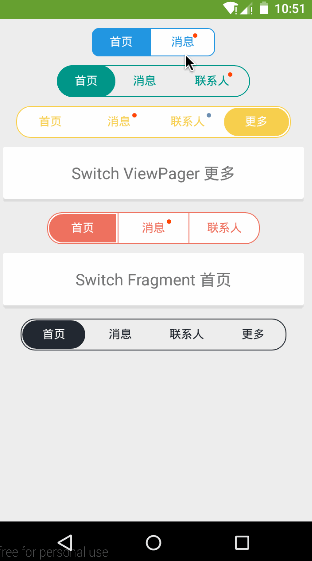 10:51
首页 消息
首页 消息 联系人
首页 消息 联系人 更多
Switch ViewPager 更多
首页 消息 联系人
Switch Fragment 首页
首页 消息 联系人 更多
free for personal use